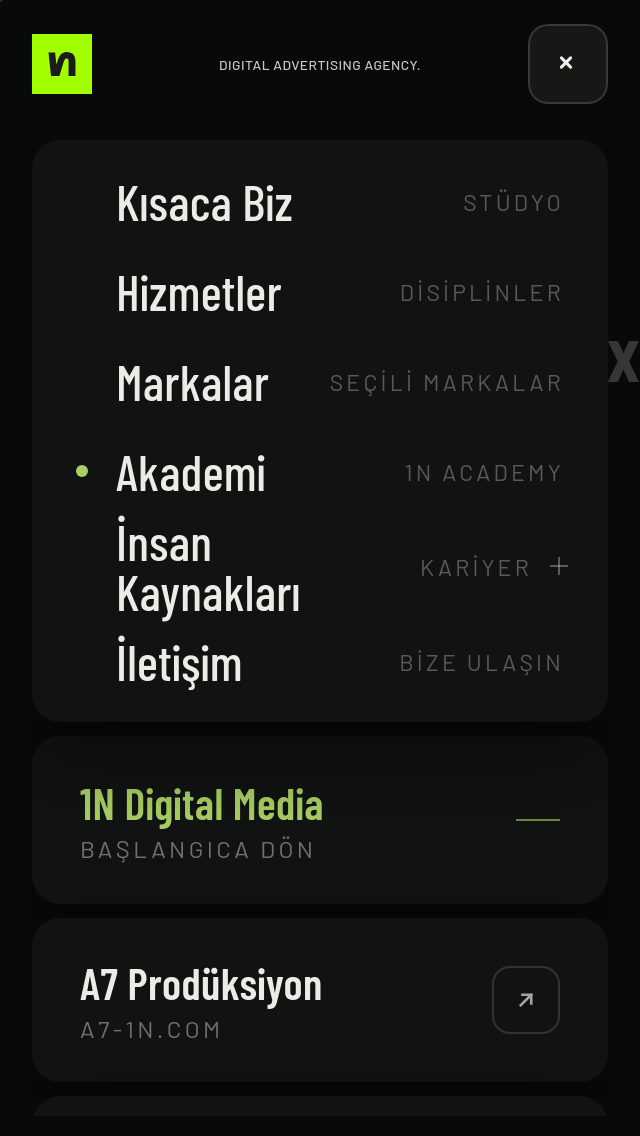 n
DIGITAL ADVERTISING AGENCY.
Kısaca Biz STÜDYO
Hizmetler DİSİPLİNLER
X
Markalar SEÇİLİ MARKALAR
Akademi 1N ACADEMY
İnsan
Kaynakları KARİYER +
İletişim BİZE ULAŞIN
1N Digital Media
BAŞLANGICA DÖN
A7 Prodüksiyon
A7-1N.COM